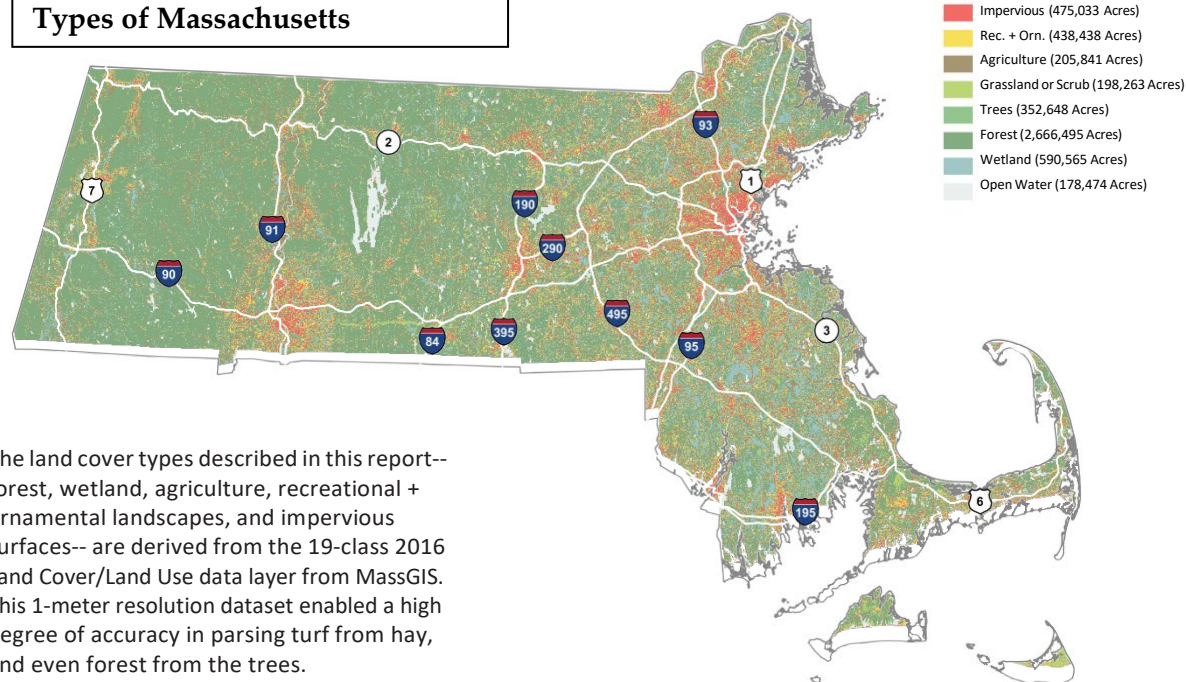 Types of Massachusetts
Impervious (475,033 Acres)
Rec. + Orn. (438,438 Acres)
Agriculture (205,841 Acres)
Grassland or Scrub (198,263 Acres)
Trees (352,648 Acres)
Forest (2,666,495 Acres)
Wetland (590,565 Acres)
Open Water (178,474 Acres)
93
2
7
1
190
91
290
90
495
3
395
84
95
6
195
he land cover types described in this report--
orest, wetland, agriculture, recreational +
rnamental landscapes, and impervious
urfaces-- are derived from the 19-class 2016
and Cover/Land Use data layer from MassGIS.
his 1-meter resolution dataset enabled a high
egree of accuracy in parsing turf from hay,
nd even forest from the trees.